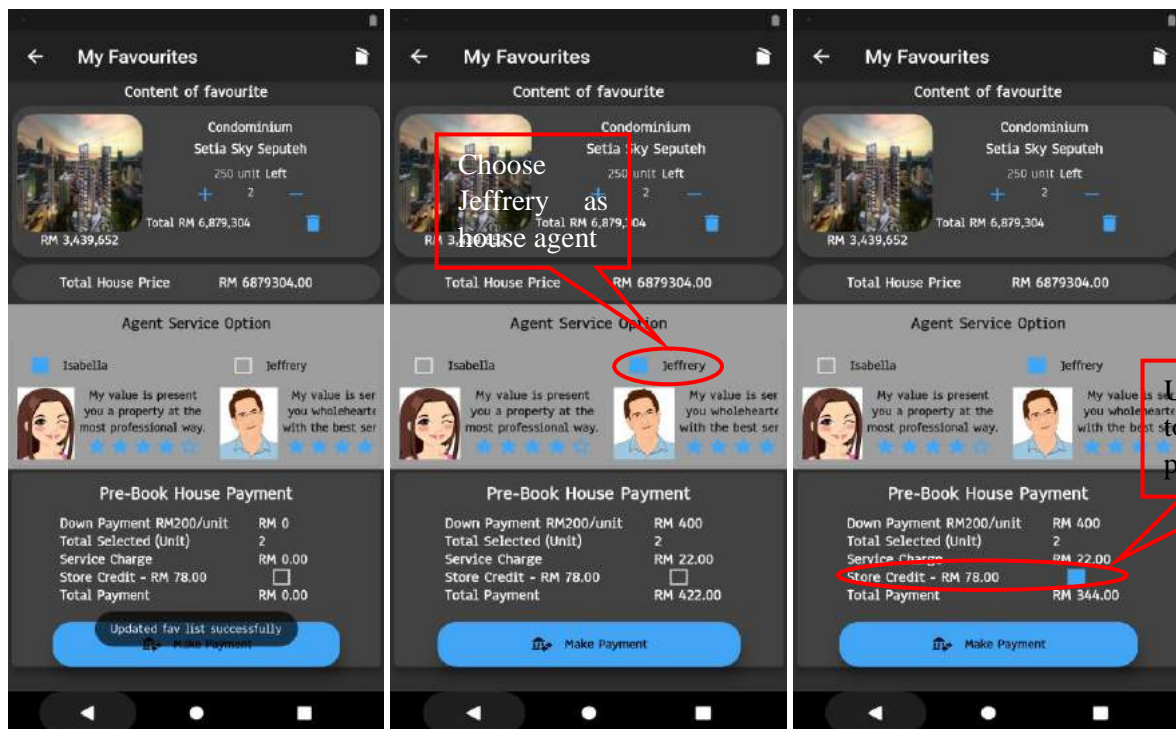 My Favourites
Content of favourite
Condominium
Setia Sky Seputeh
250 unit Left
+ 2 —
Total RM 6,879,304
RM 3,439,652
Total House Price RM 6879304.00
Agent Service Option
Isabella Jeffrery
My value is present
you a property at the
most professional way.
My value is ser
you wholehearte
with the best ser
Pre-Book House Payment
Down Payment RM200/unit RM 0
Total Selected (Unit) 2
Service Charge RM 0.00
Store Credit - RM 78.00
Total Payment RM 0.00
Updated fav list successfully
Make Payment
My Favourites
Content of favourite
Condominium
Setia Sky Seputeh
250 unit Left
+ 2 —
Total RM 6,879,304
RM 3,439,652
Choose
Jeffrery as
house agent
Total House Price RM 6879304.00
Agent Service Option
Isabella Jeffrery
My value is present
you a property at the
most professional way.
My value is ser
you wholehearte
with the best ser
Pre-Book House Payment
Down Payment RM200/unit RM 400
Total Selected (Unit) 2
Service Charge RM 22.00
Store Credit - RM 78.00
Total Payment RM 422.00
Make Payment
My Favourites
Content of favourite
Condominium
Setia Sky Seputeh
250 unit Left
+ 2 —
Total RM 6,879,304
RM 3,439,652
Total House Price RM 6879304.00
Agent Service Option
Isabella Jeffrery
My value is present
you a property at the
most professional way.
My value is
you wholehearte
with the best
Pre-Book House Payment
Down Payment RM200/unit RM 400
Total Selected (Unit) 2
Service Charge RM 22.00
Store Credit - RM 78.00
Total Payment RM 344.00
Make Payment